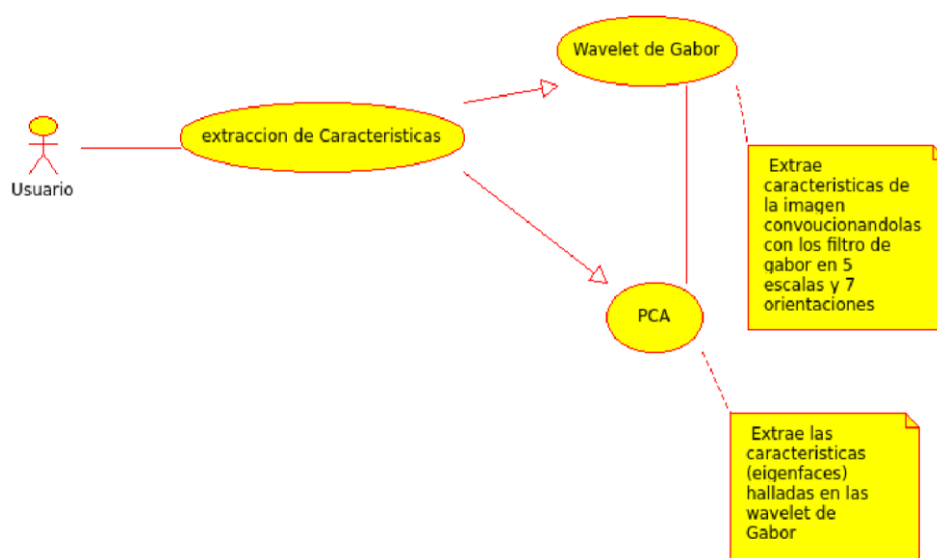 Wavelet de Gabor
extraccion de Caracteristicas
Usuario
Extrae
caracteristicas de
la imagen
convoucionandolas
con los filtro de
gabor en 5
escalas y 7
orientaciones
PCA
Extrae las
caracteristicas
(eigenfaces)
halladas en las
wavelet de
Gabor